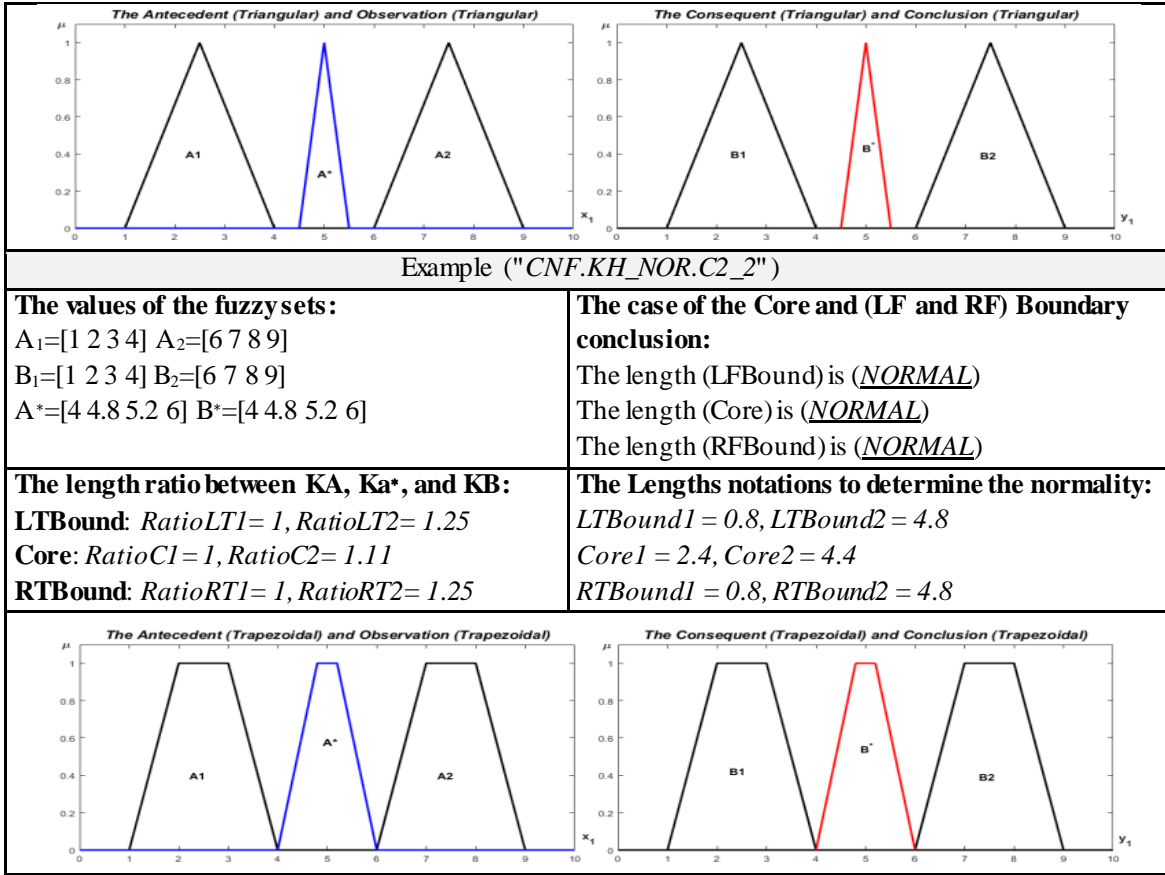 The Antecedent (Triangular) and Observation (Triangular)
μ
1
0.8
0.6
0.4
0.2
0
A1
A*
A2
0 1 2 3 4 5 6 7 8 9 10
x1
The Consequent (Triangular) and Conclusion (Triangular)
μ
1
0.8
0.6
0.4
0.2
0
B1
B*
B2
0 1 2 3 4 5 6 7 8 9 10
y1
Example ("CNF.KH_NOR.C2_2")
The values of the fuzzy sets:
A1=[1 2 3 4] A2=[6 7 8 9]
B1=[1 2 3 4] B2=[6 7 8 9]
A*=[4 4.8 5.2 6] B*=[4 4.8 5.2 6]
The case of the Core and (LF and RF) Boundary
conclusion:
The length (LFBound) is (NORMAL)
The length (Core) is (NORMAL)
The length (RFBound) is (NORMAL)
The length ratio between KA, Ka*, and KB:
LTBound: RatioLT1= 1, RatioLT2= 1.25
Core: RatioC1= 1, RatioC2= 1.11
RTBound: RatioRT1= 1, RatioRT2= 1.25
The Lengths notations to determine the normality:
LTBound1 = 0.8, LTBound2 = 4.8
Core1 = 2.4, Core2 = 4.4
RTBound1 = 0.8, RTBound2 = 4.8
The Antecedent (Trapezoidal) and Observation (Trapezoidal)
μ
1
0.8
0.6
0.4
0.2
0
A1
A*
A2
0 1 2 3 4 5 6 7 8 9 10
x1
The Consequent (Trapezoidal) and Conclusion (Trapezoidal)
μ
1
0.8
0.6
0.4
0.2
0
B1
B*
B2
0 1 2 3 4 5 6 7 8 9 10
y1